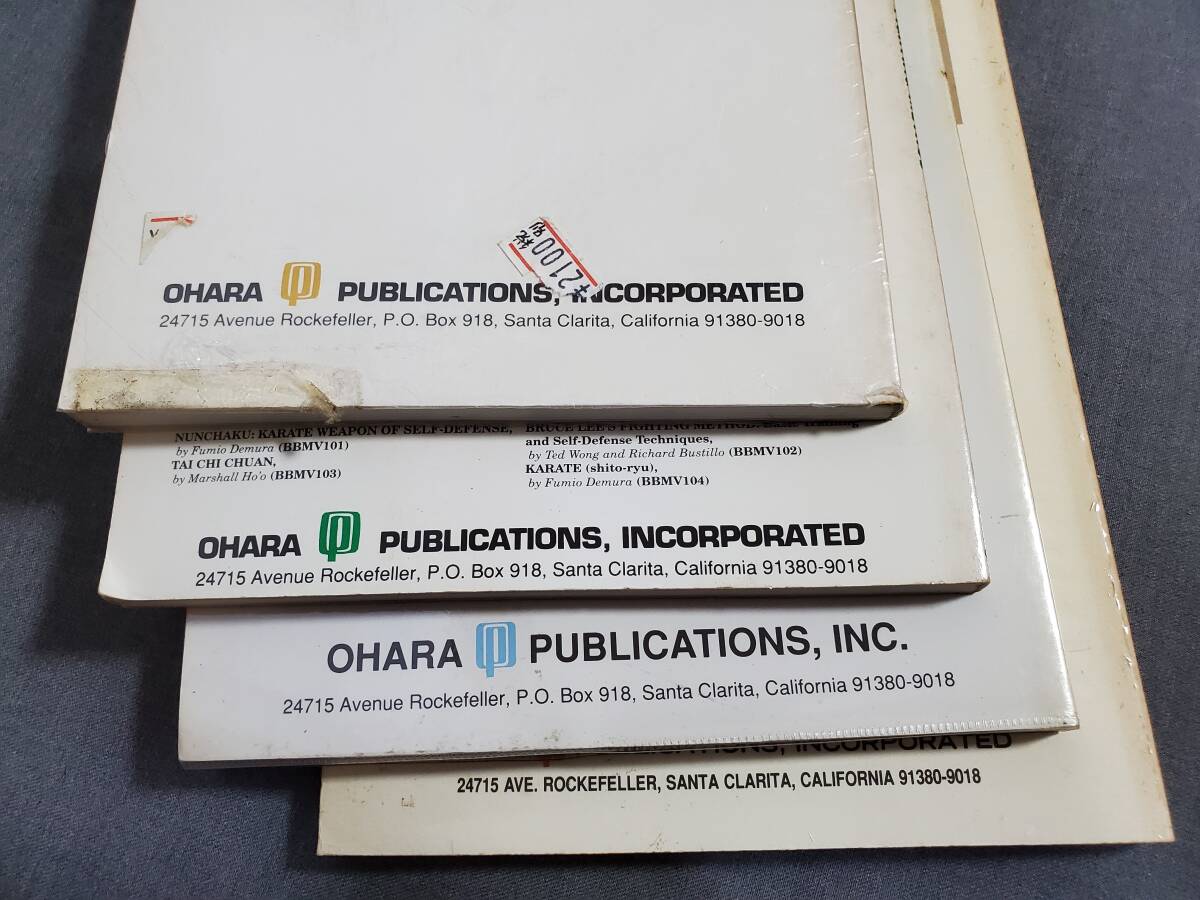 ¥2100
OHARA PUBLICATIONS, INCORPORATED
24715 Avenue Rockefeller, P.O. Box 918, Santa Clarita, California 91380-9018
NUNCHAKU: KARATE WEAPON OF SELF-DEFENSE,
by Fumio Demura (BBMV101)
TAI CHI CHUAN,
by Marshall Ho'o (BBMV103)
BRUCE LEE'S FIGHTING METHOD: Basic Training
and Self-Defense Techniques,
by Ted Wong and Richard Bustillo (BBMV102)
KARATE (shito-ryu),
by Fumio Demura (BBMV104)
OHARA PUBLICATIONS, INCORPORATED
24715 Avenue Rockefeller, P.O. Box 918, Santa Clarita, California 91380-9018
OHARA PUBLICATIONS, INC.
24715 Avenue Rockefeller, P.O. Box 918, Santa Clarita, California 91380-9018
INCORPORATED
24715 AVE. ROCKEFELLER, SANTA CLARITA, CALIFORNIA 91380-9018